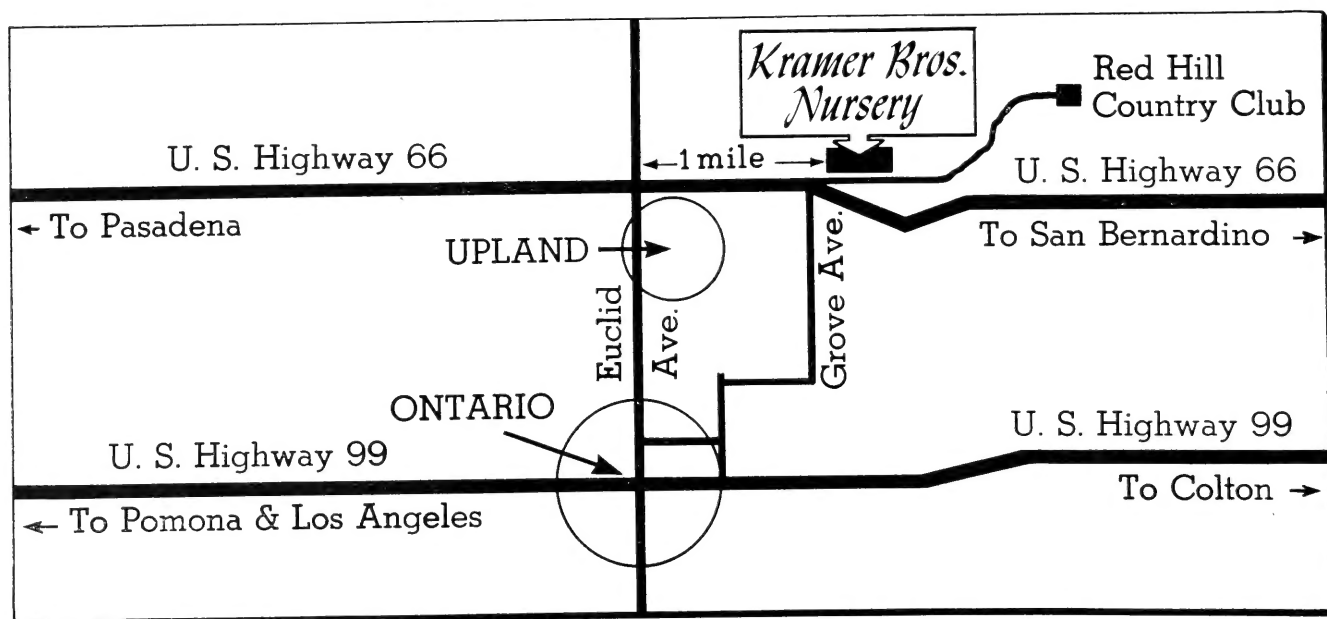 Kramer Bros.
Nursery
Red Hill
Country Club
U. S. Highway 66
←1 mile→
U. S. Highway 66
← To Pasadena
To San Bernardino →
UPLAND
Euclid
Ave.
Grove Ave.
ONTARIO
U. S. Highway 99
U. S. Highway 99
← To Pomona & Los Angeles
To Colton →